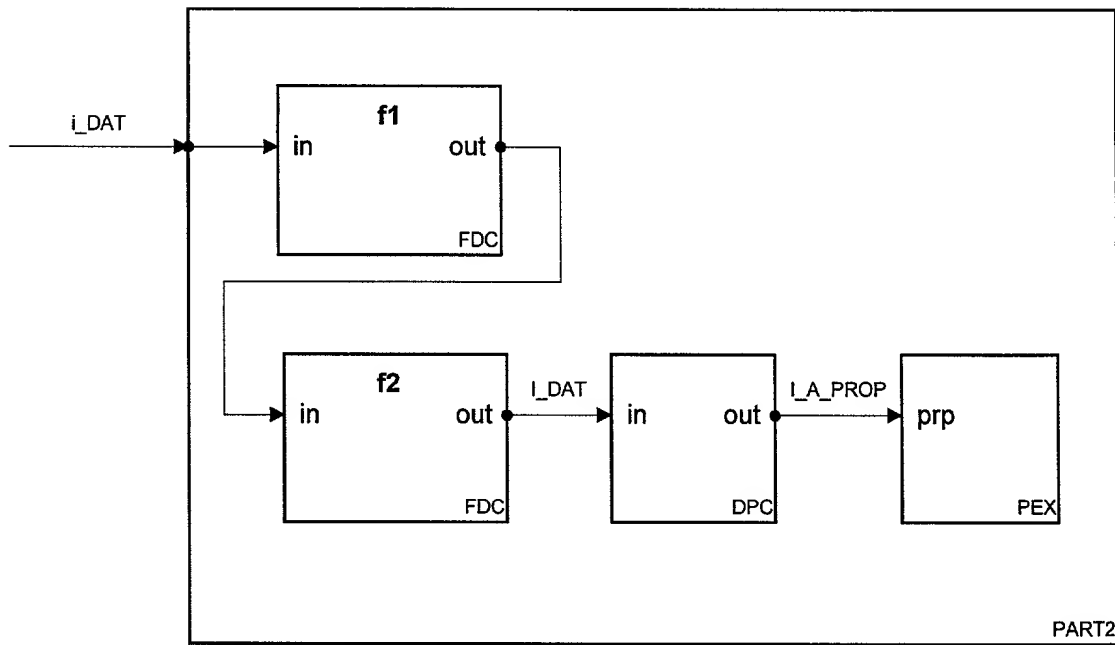 f1
i_DAT
in out
FDC
f2
I_DAT
I_A_PROP
in out
in out
prp
FDC
DPC
PEX
PART2